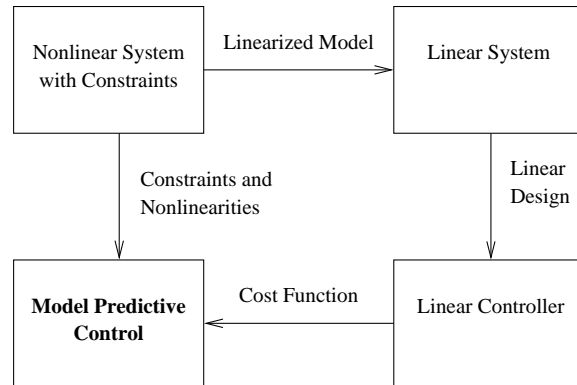 Nonlinear System
with Constraints
Linearized Model
Linear System
Constraints and
Nonlinearities
Linear
Design
Model Predictive
Control
Cost Function
Linear Controller